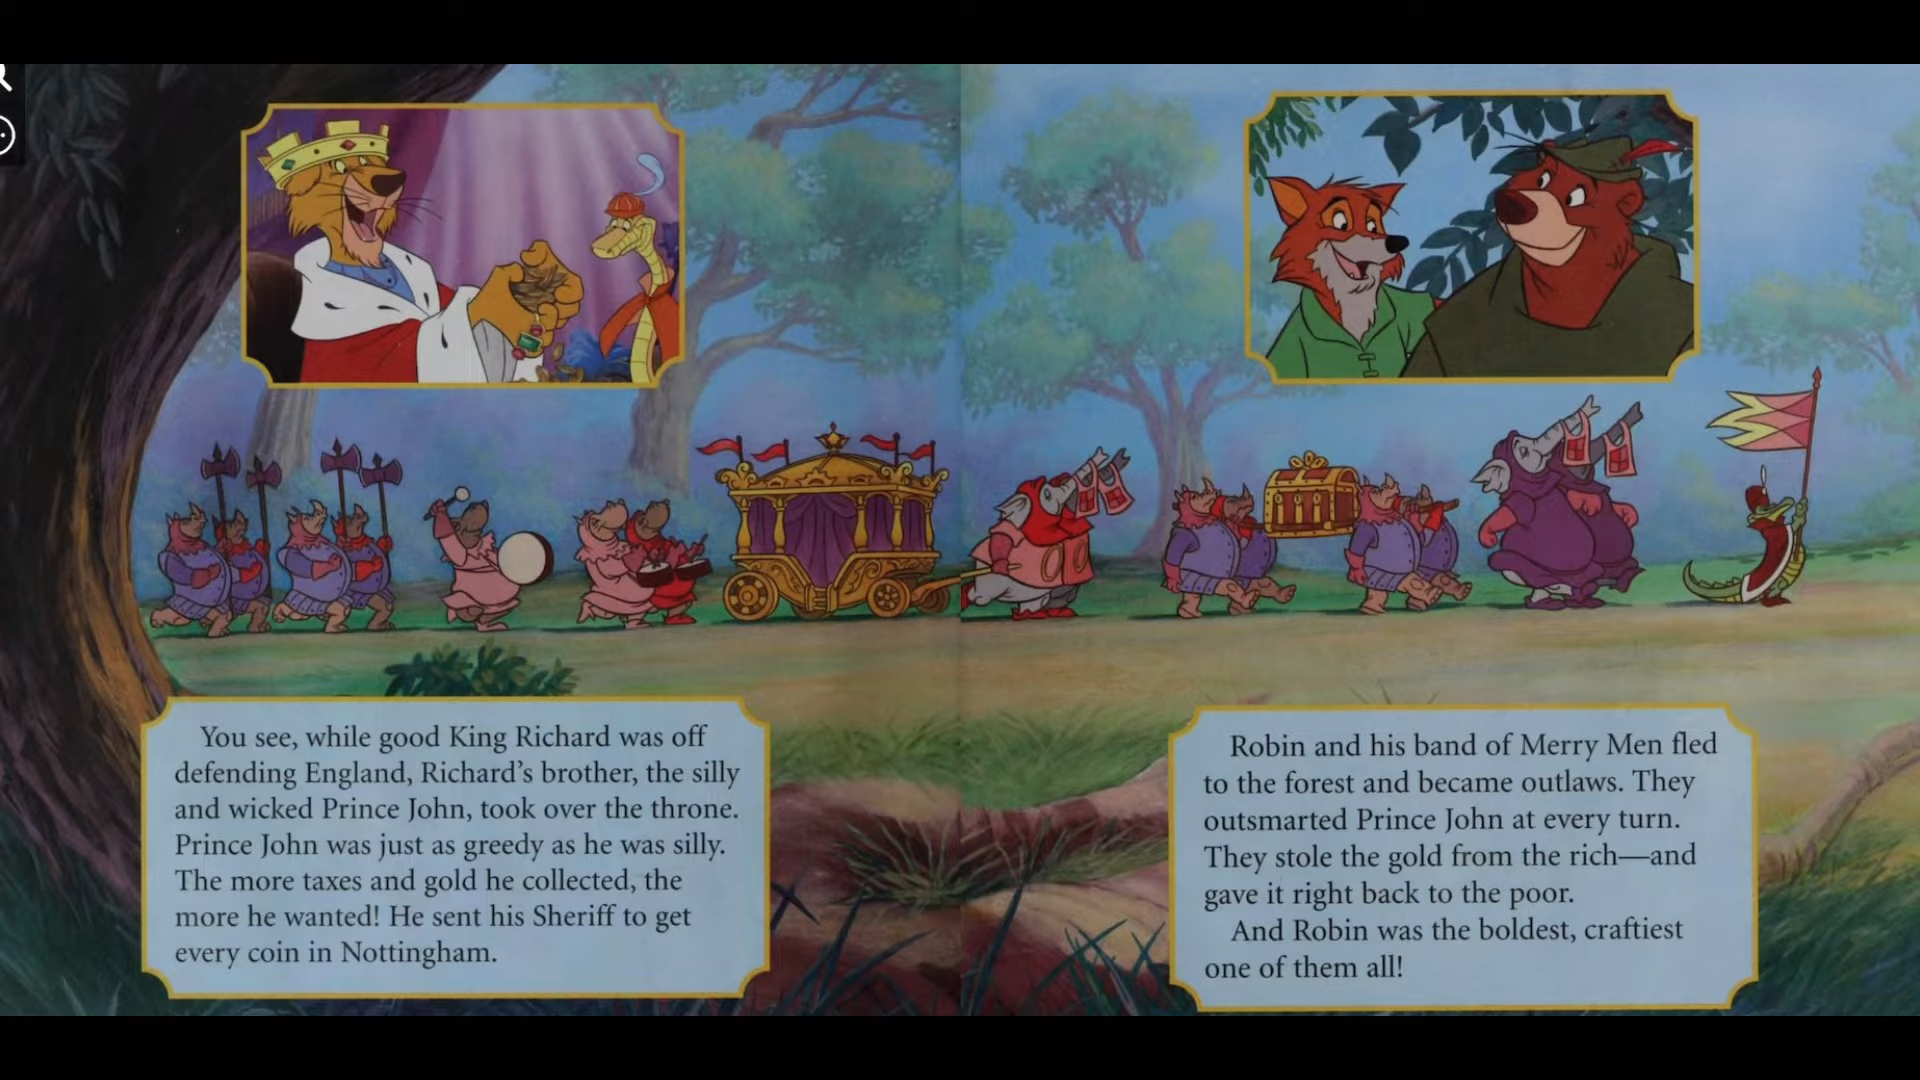 You see, while good King Richard was off
defending England, Richard’s brother, the silly
and wicked Prince John, took over the throne.
Prince John was just as greedy as he was silly.
The more taxes and gold he collected, the
more he wanted! He sent his Sheriff to get
every coin in Nottingham.
Robin and his band of Merry Men fled
to the forest and became outlaws. They
outsmarted Prince John at every turn.
They stole the gold from the rich—and
gave it right back to the poor.
And Robin was the boldest, craftiest
one of them all!